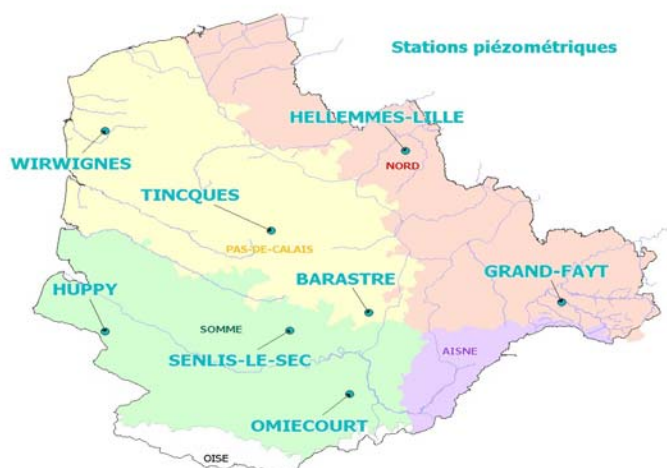 Stations piézométriques
HELLEMMES-LILLE
WIRWIGNES
NORD
TINCQUES
PAS-DE-CALAIS
GRAND-FAYT
BARASTRE
HUPPY
SOMME
SENLIS-LE-SEC
AISNE
OMIECOURT
OISE